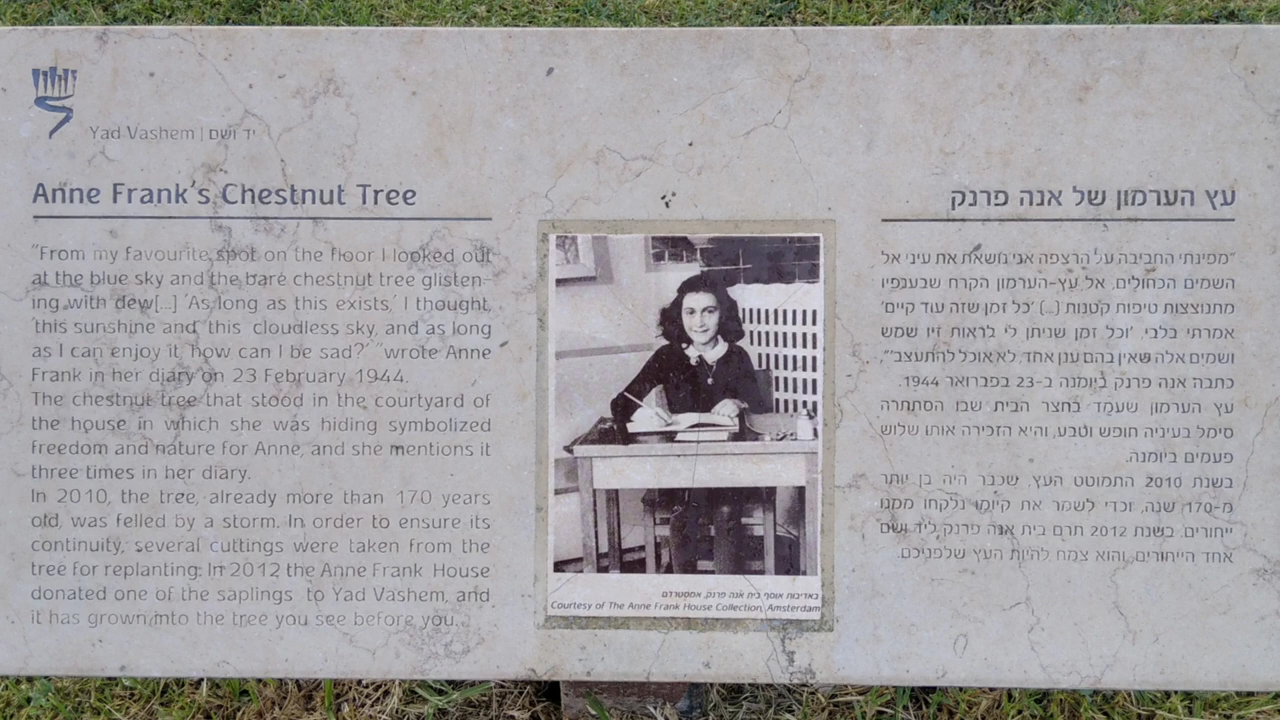 Yad Vashem | יד ושם
Anne Frank's Chestnut Tree
"From my favourite spot on the floor I looked out
at the blue sky and the bare chestnut tree glisten-
ing with dew[...] 'As long as this exists,' I thought,
'this sunshine and this cloudless sky, and as long
as I can enjoy it, how can I be sad?' "wrote Anne
Frank in her diary on 23 February 1944.
The chestnut tree that stood in the courtyard of
the house in which she was hiding symbolized
freedom and nature for Anne, and she mentions it
three times in her diary.
In 2010, the tree, already more than 170 years
old, was felled by a storm. In order to ensure its
continuity, several cuttings were taken from the
tree for replanting. In 2012 the Anne Frank House
donated one of the saplings to Yad Vashem, and
it has grown into the tree you see before you.
באדיבות אוסף בית אנה פרנק, אמסטרדם
Courtesy of The Anne Frank House Collection, Amsterdam
עץ הערמון של אנה פרנק
"מפינתי החביבה על הרצפה אני משאת את עיני אל
השמים הכחולים, אל עץ-הערמון הקרח שבענפיו
מתנוצצות טיפות קטנות (...) 'כל זמן שזה עוד קיים'
אמרתי בלבי, 'וכל זמן שניתן לי לראות זיו שמש
ושמים אלה שאין בהם ענן אחד, לא אוכל להתעצב'",
כתבה אנה פרנק ביומנה ב-23 בפברואר 1944.
עץ הערמון שעמד בחצר הבית שבו הסתתרה
סימל בעיניה חופש וטבע, והיא הזכירה אותו שלוש
פעמים ביומנה.
בשנת 2010 התמוטט העץ, שכבר היה בן יותר
מ-170 שנה, וכדי לשמר את קיומו נלקחו ממנו
ייחורים. בשנת 2012 תרם בית אנה פרנק ליד ושם
אחד הייחורים, והוא צמח להיות העץ שלפניכם.